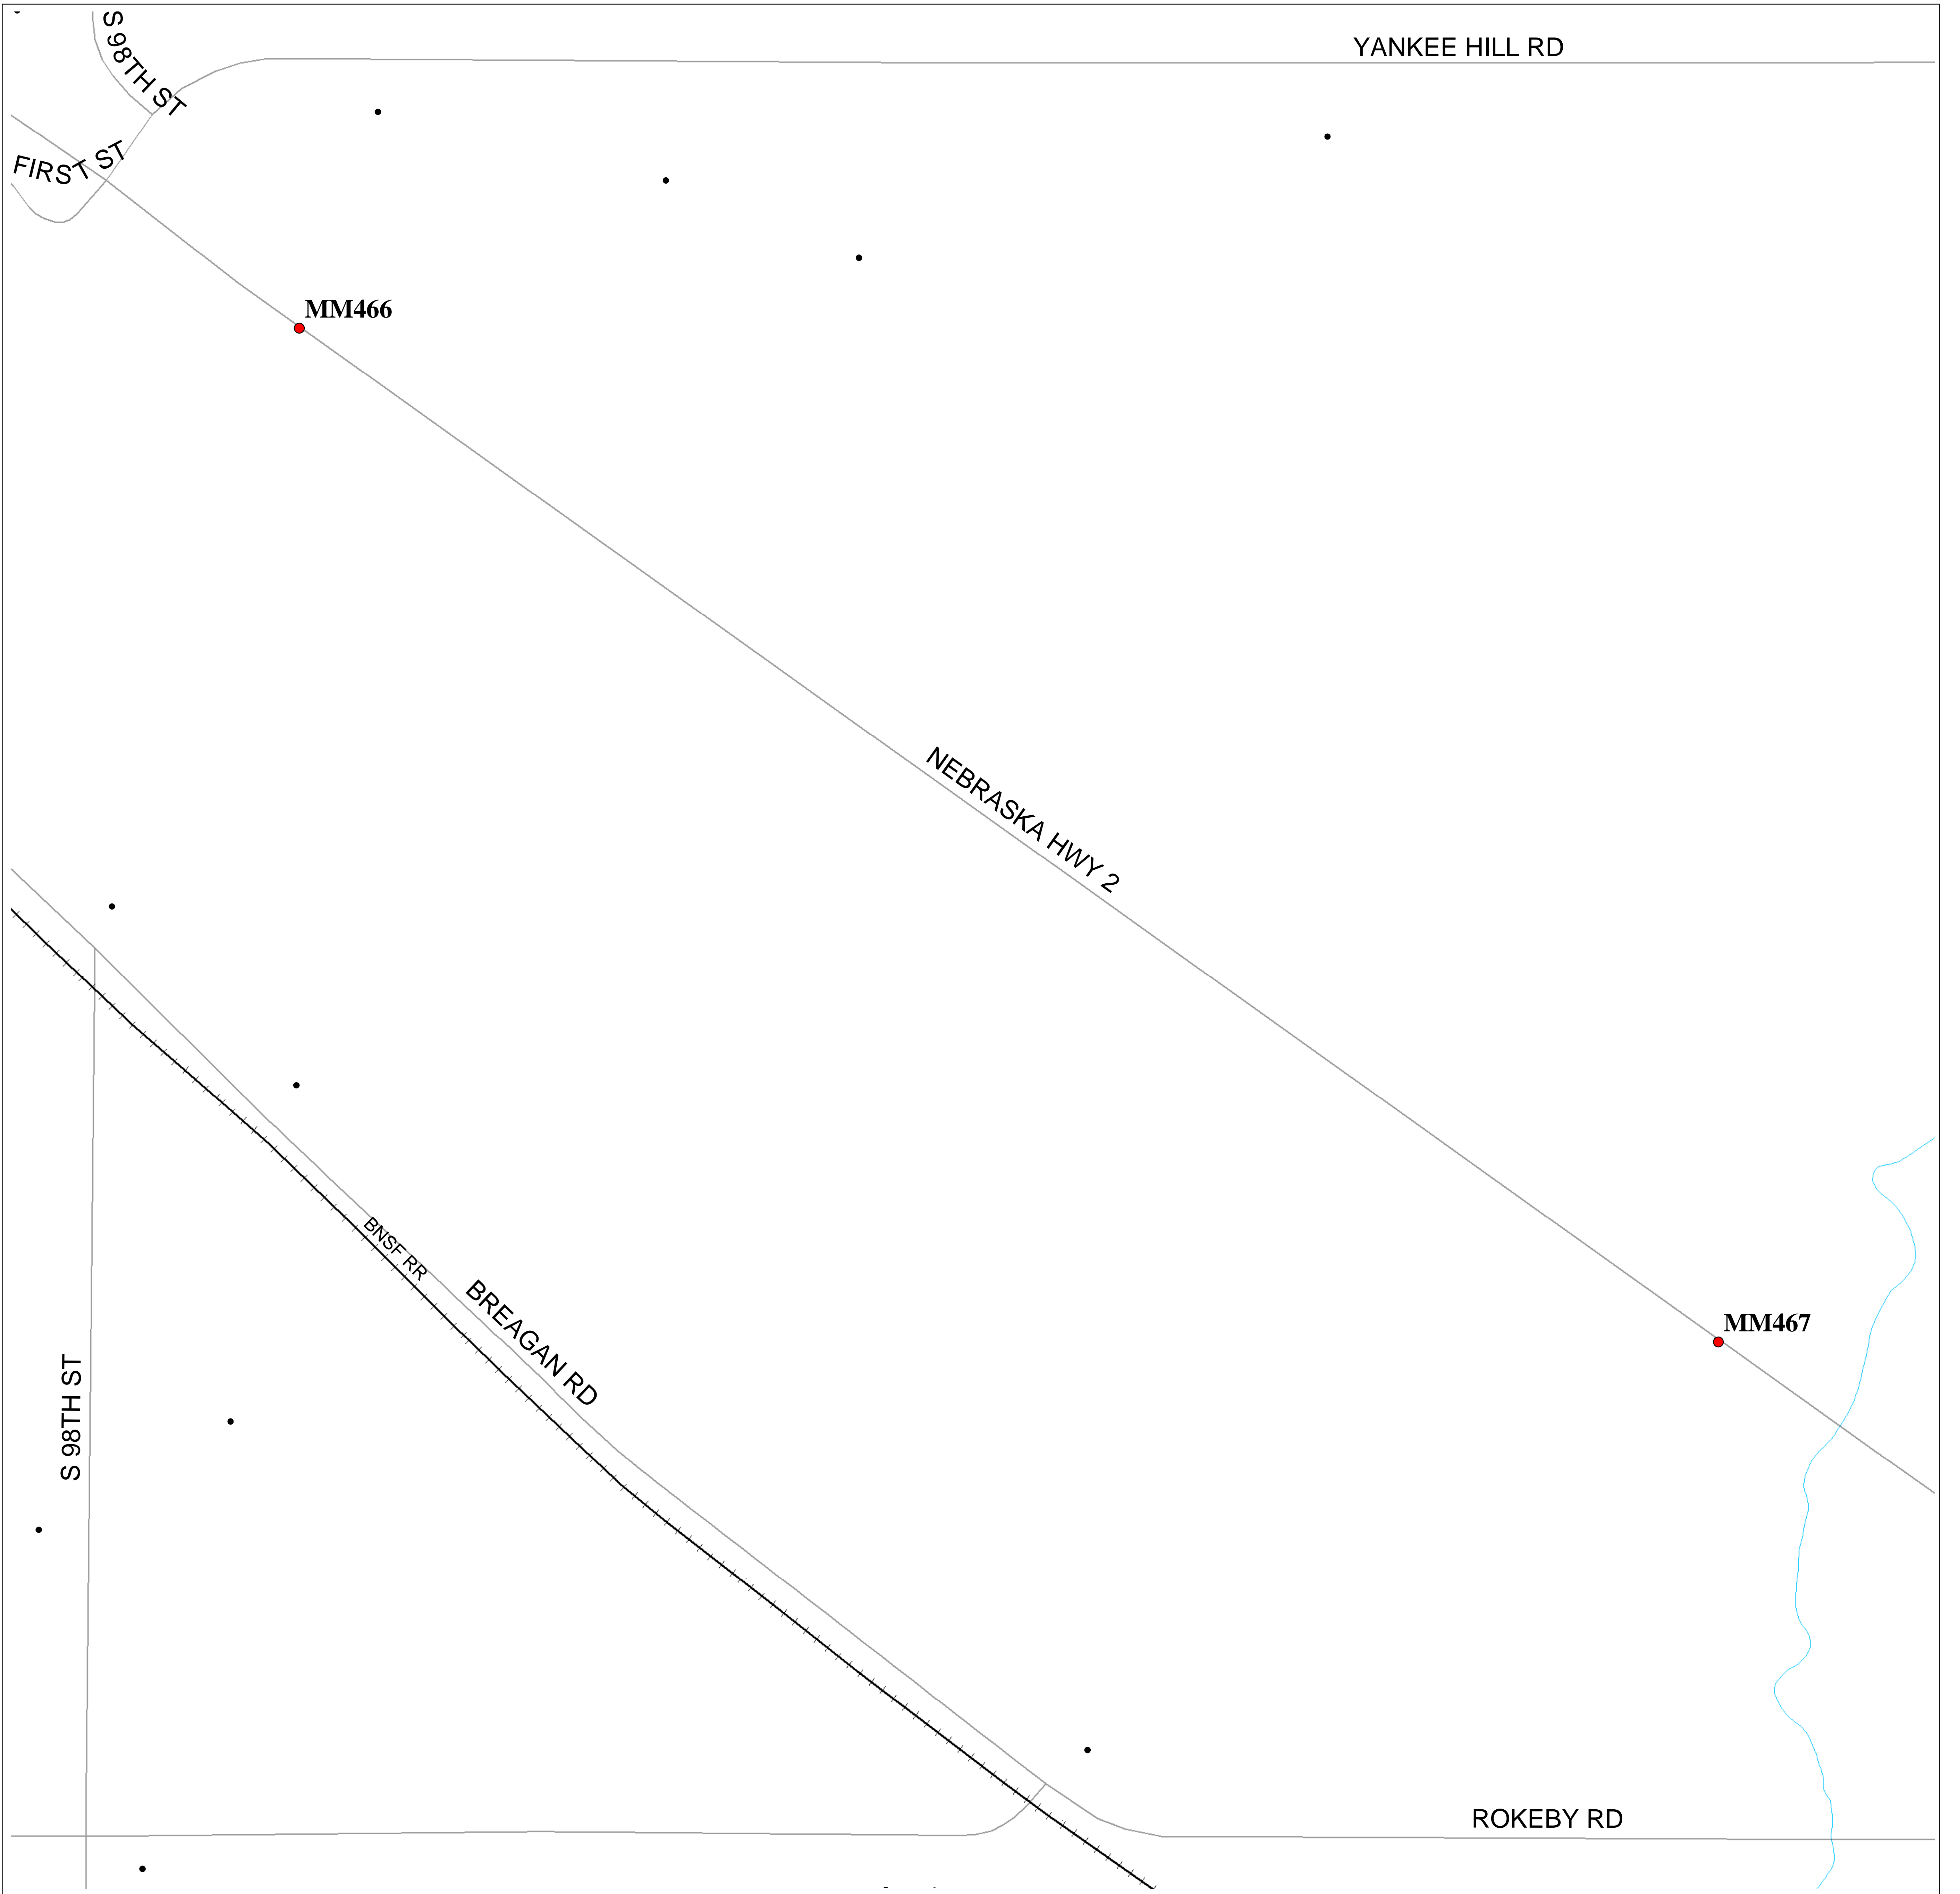 YANKEE HILL RD
S 98TH ST
FIRST ST
MM466
NEBRASKA HWY 2
BNSF RR
BREAGAN RD
MM467
S 98TH ST
ROKEBY RD